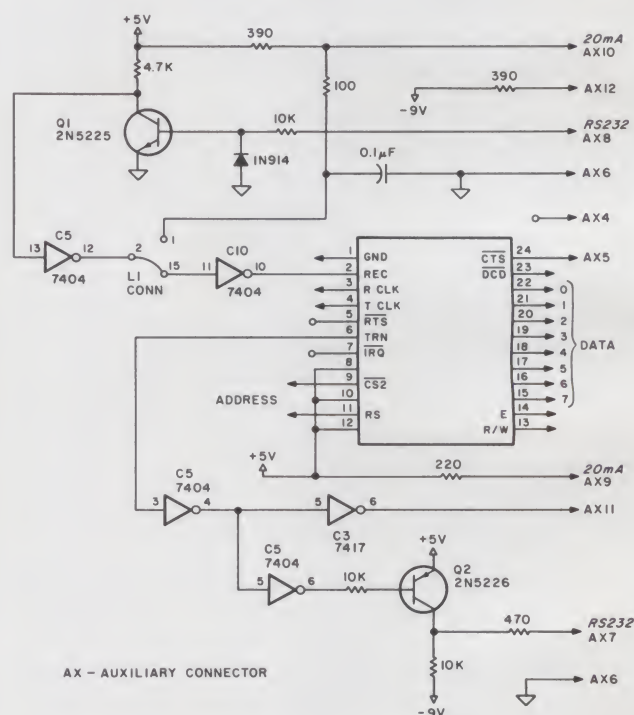 +5V
390
20mA
AX10
4.7K
100
390
AX12
-9V
Q1
2N5225
10K
RS232
AX8
1N914
0.1μF
AX6
1
AX4
C5
13 12
7404
2
15
L1
CONN
C10
11 10
7404
1 GND
2 REC
3 R CLK
4 T CLK
5 RTS
6 TRN
7 IRQ
8
9 CS2
10
11 RS
12
CTS 24
DCD 23
22 0
21 1
20 2
19 3
18 4
17 5
16 6
15 7
E 14
R/W 13
AX5
DATA
ADDRESS
+5V
220
20mA
AX9
C5
7404
3 4
5 6
C3
7417
AX11
C5
7404
5 6
10K
+5V
Q2
2N5226
470
RS232
AX7
10K
-9V
AX6
AX – AUXILIARY CONNECTOR